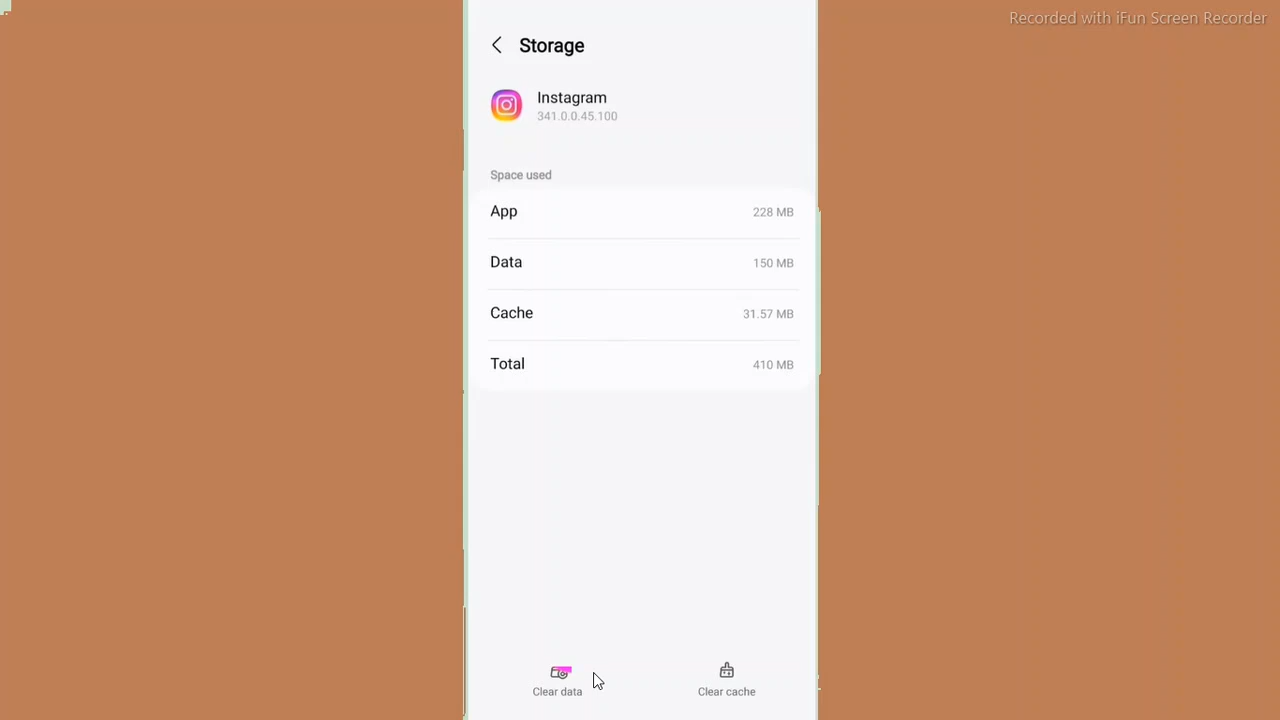 Recorded with iFun Screen Recorder
Storage
Instagram
341.0.0.45.100
Space used
App 228 MB
Data 150 MB
Cache 31.57 MB
Total 410 MB
Clear data Clear cache